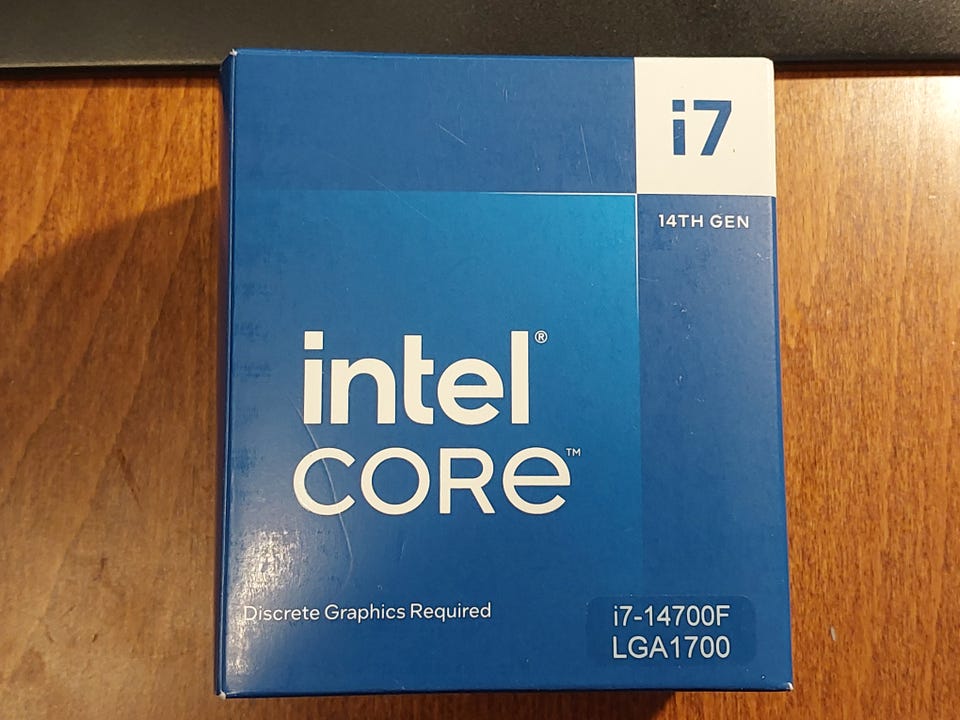 i7
14TH GEN
intel®
CORE™
Discrete Graphics Required
i7-14700F
LGA1700